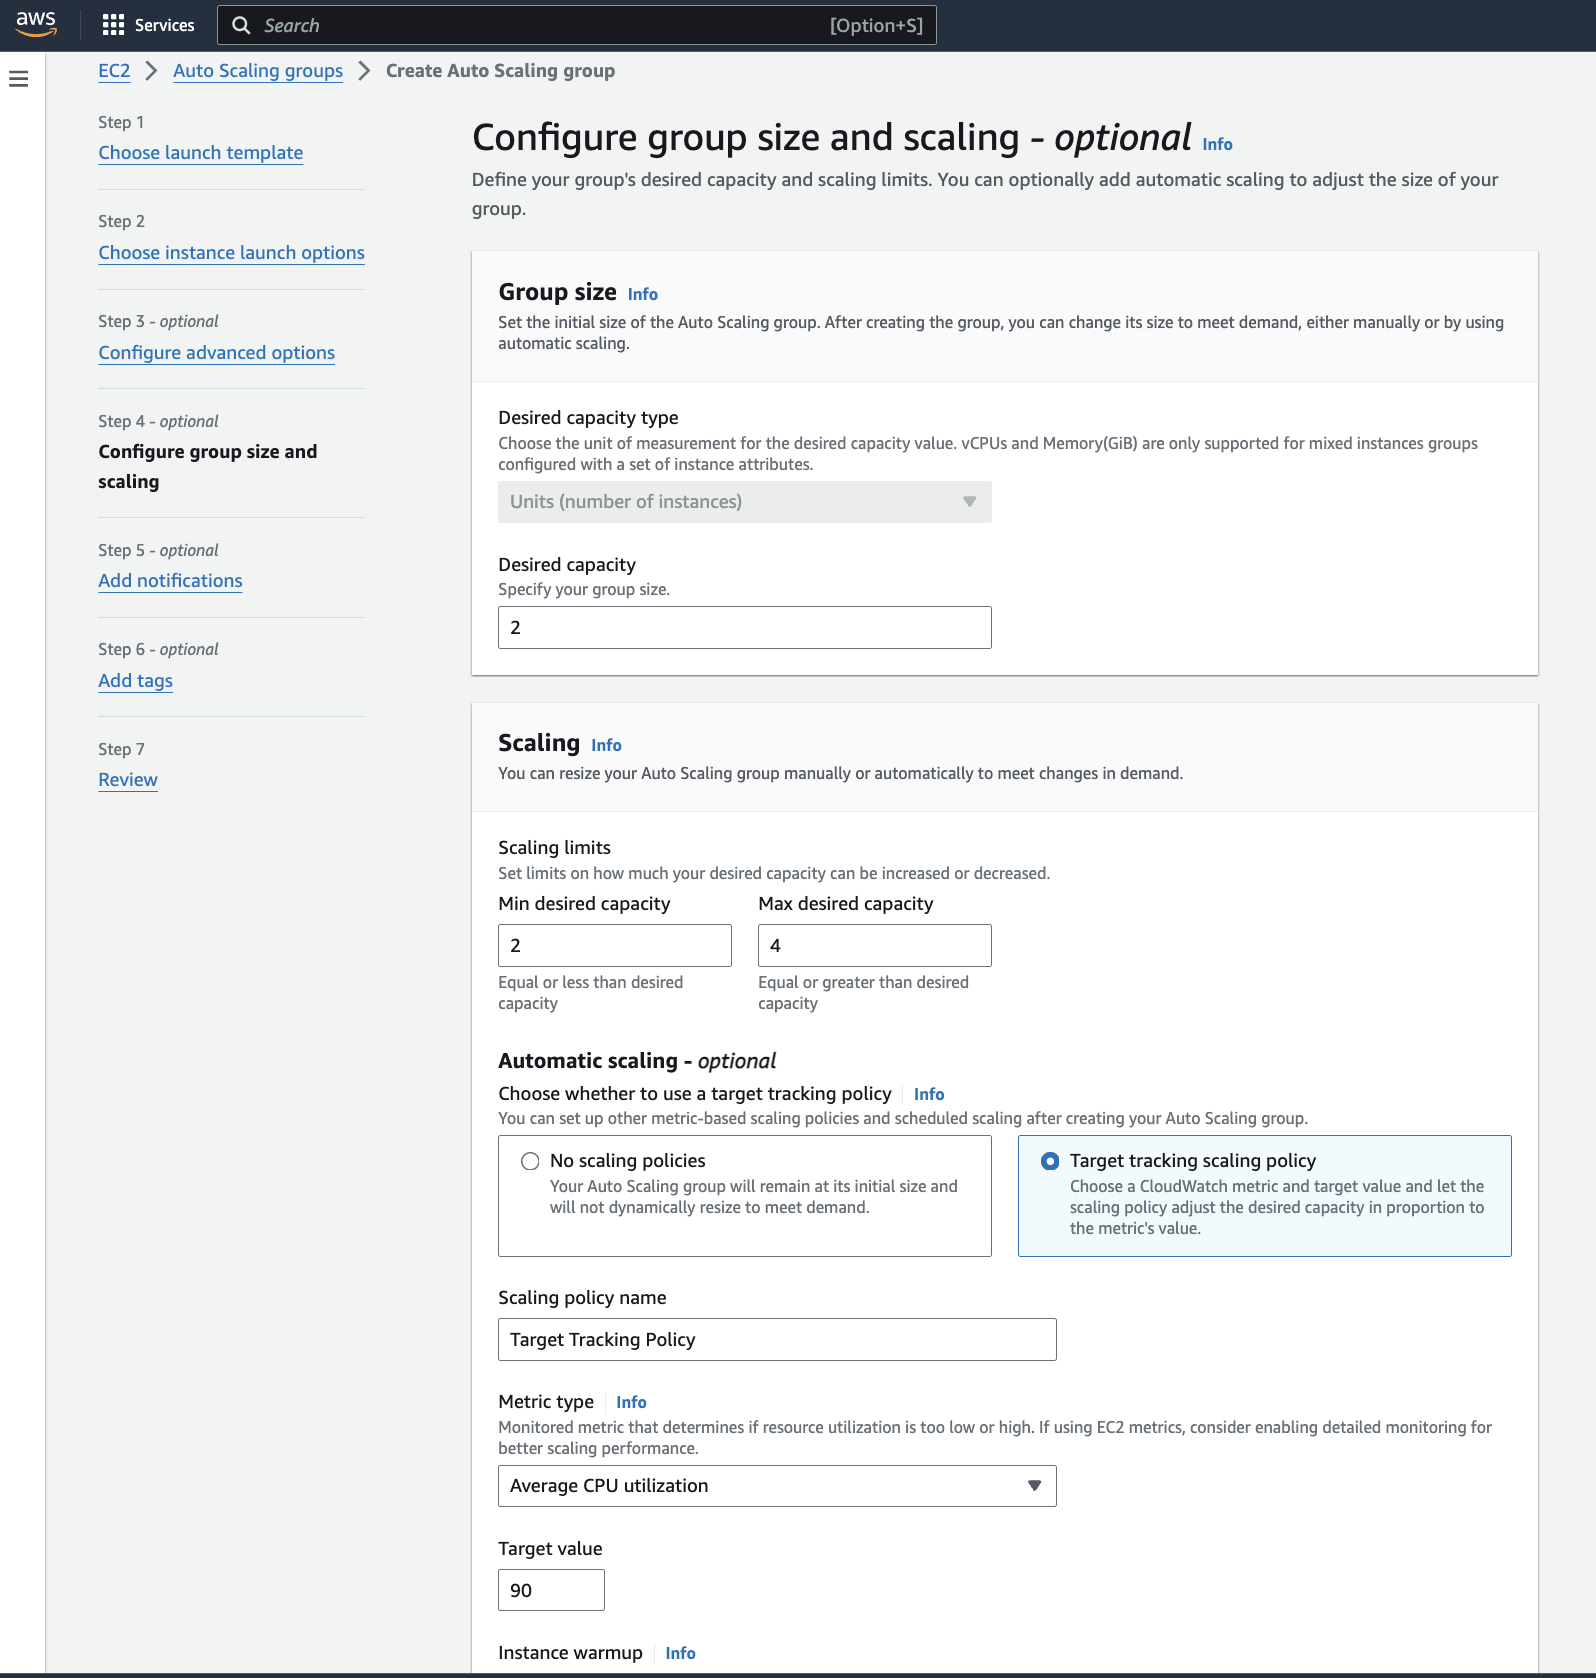 aws
Services
Search
[Option+S]
EC2
Auto Scaling groups
Create Auto Scaling group
Step 1
Choose launch template
Step 2
Choose instance launch options
Step 3 - optional
Configure advanced options
Step 4 - optional
Configure group size and
scaling
Step 5 - optional
Add notifications
Step 6 - optional
Add tags
Step 7
Review
Configure group size and scaling - optional Info
Define your group's desired capacity and scaling limits. You can optionally add automatic scaling to adjust the size of your
group.
Group size Info
Set the initial size of the Auto Scaling group. After creating the group, you can change its size to meet demand, either manually or by using
automatic scaling.
Desired capacity type
Choose the unit of measurement for the desired capacity value. vCPUs and Memory(GiB) are only supported for mixed instances groups
configured with a set of instance attributes.
Units (number of instances)
Desired capacity
Specify your group size.
2
Scaling Info
You can resize your Auto Scaling group manually or automatically to meet changes in demand.
Scaling limits
Set limits on how much your desired capacity can be increased or decreased.
Min desired capacity
2
Equal or less than desired
capacity
Max desired capacity
4
Equal or greater than desired
capacity
Automatic scaling - optional
Choose whether to use a target tracking policy Info
You can set up other metric-based scaling policies and scheduled scaling after creating your Auto Scaling group.
No scaling policies
Your Auto Scaling group will remain at its initial size and
will not dynamically resize to meet demand.
Target tracking scaling policy
Choose a CloudWatch metric and target value and let the
scaling policy adjust the desired capacity in proportion to
the metric's value.
Scaling policy name
Target Tracking Policy
Metric type Info
Monitored metric that determines if resource utilization is too low or high. If using EC2 metrics, consider enabling detailed monitoring for
better scaling performance.
Average CPU utilization
Target value
90
Instance warmup Info